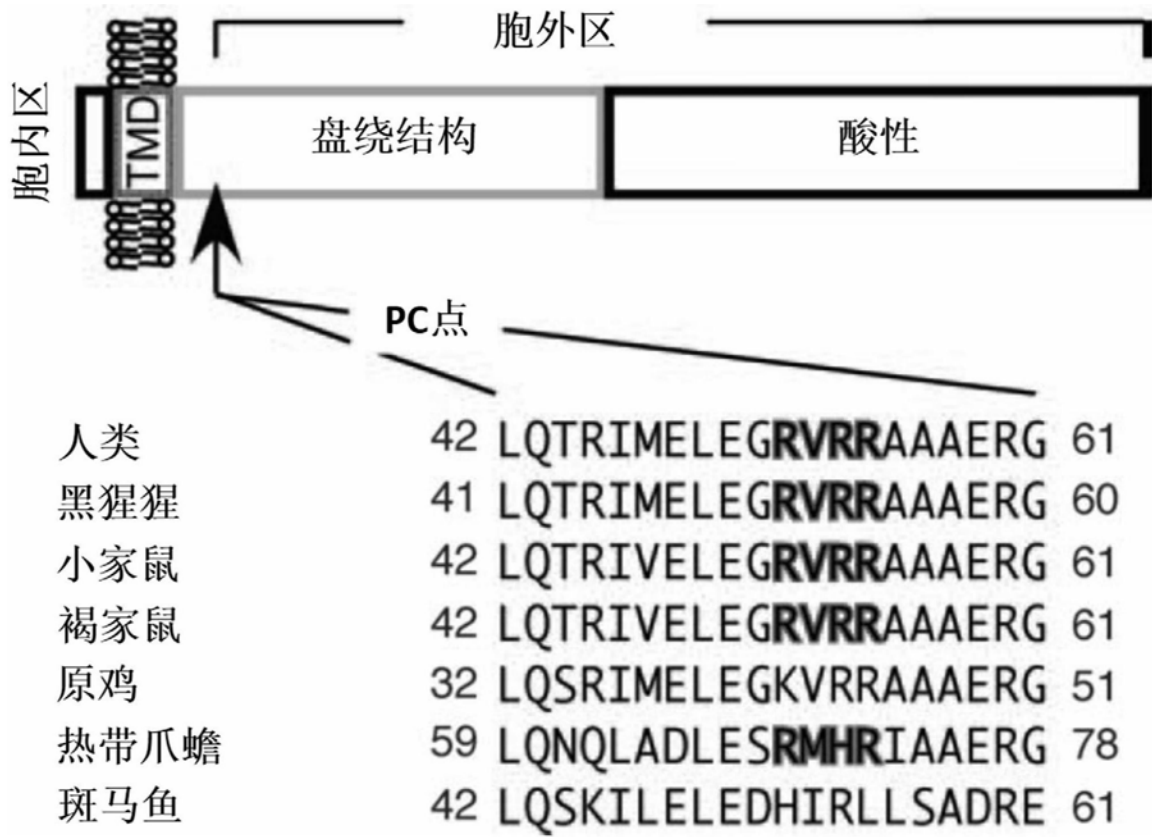 胞外区
胞内区
TMD
盘绕结构
酸性
PC点
人类 42 LQTRIMELEGRVRRAAAERG 61
黑猩猩 41 LQTRIMELEGRVRRAAAERG 60
小家鼠 42 LQTRIVELEGRVRRAAAERG 61
褐家鼠 42 LQTRIVELEGRVRRAAAERG 61
原鸡 32 LQSRIMELEGKVRRAAAERG 51
热带爪蟾 59 LQNQLADLESRMHRIAAERG 78
斑马鱼 42 LQSKILELEDHIRLLSADRE 61